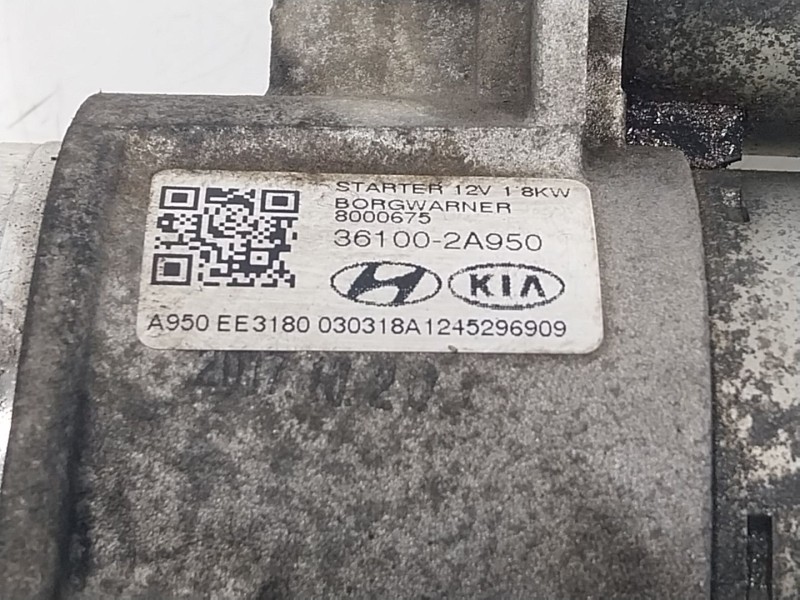 STARTER 12V 1.8KW
BORGWARNER
8000675
36100-2A950
KIA
A950 EE3180 030318A1245296909